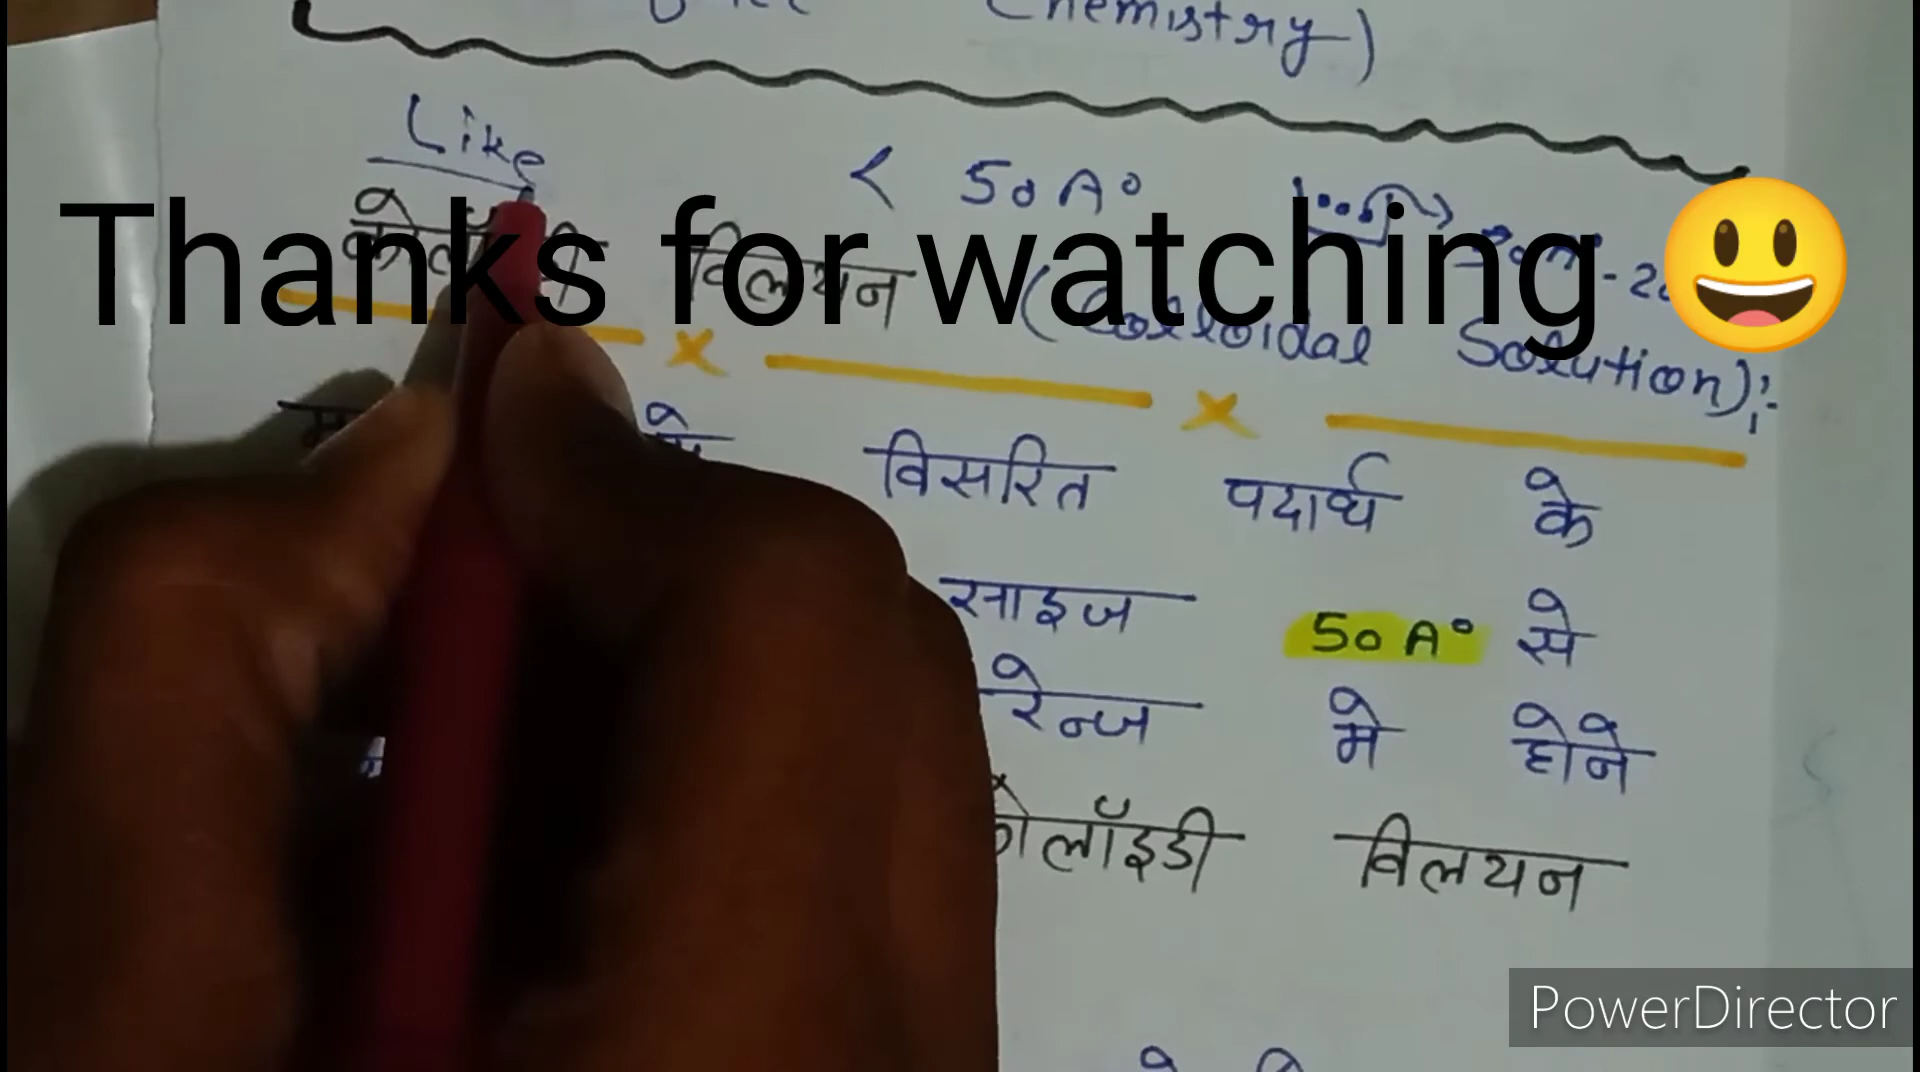 Chemistry)
Like
< 50 A°
Thanks for watching 😃
विलयन (Colloidal Solution):-
विसरित पदार्थ के
साइज 50 A° से
रेन्ज मे होने
कोलॉइडी विलयन
PowerDirector